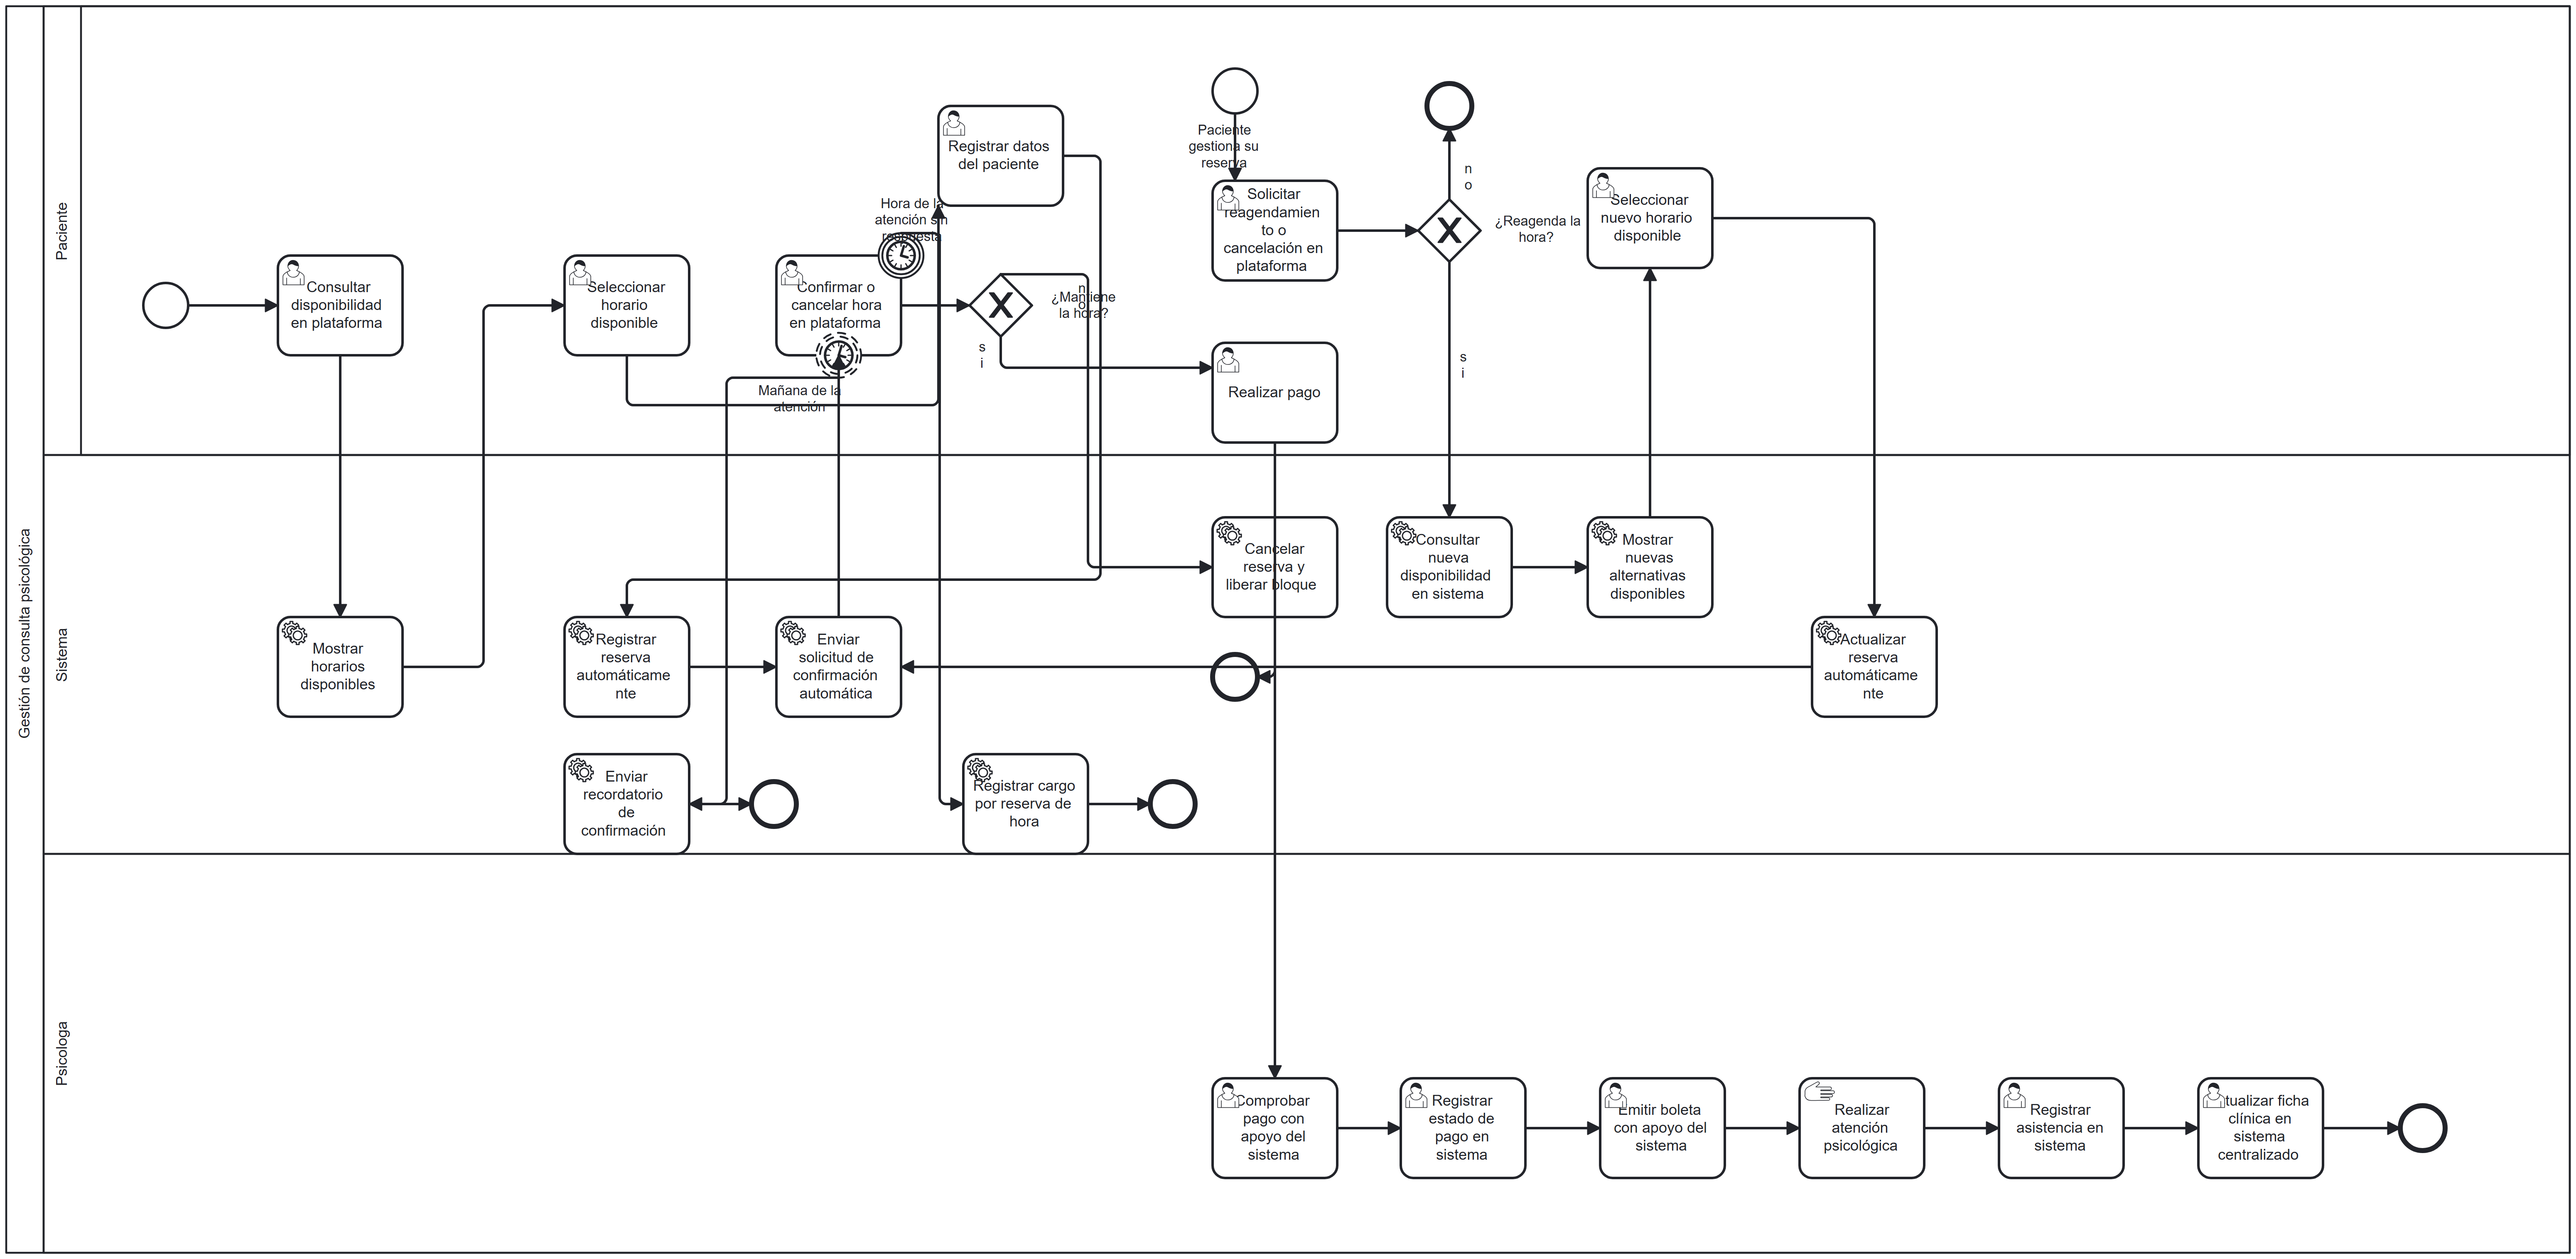 Gestión de consulta psicológica
Paciente
Sistema
Psicologa
Consultar
disponibilidad
en plataforma
Seleccionar
horario
disponible
Confirmar o
cancelar hora
en plataforma
Mañana de la
atención
Hora de la
atención sin
respuesta
Registrar datos
del paciente
¿Mantiene
la hora?
n
o
s
i
Paciente
gestiona su
reserva
Solicitar
reagendamien
to o
cancelación en
plataforma
n
o
¿Reagenda la
hora?
s
i
Seleccionar
nuevo horario
disponible
Realizar pago
Mostrar
horarios
disponibles
Registrar
reserva
automáticame
nte
Enviar
solicitud de
confirmación
automática
Cancelar
reserva y
liberar bloque
Consultar
nueva
disponibilidad
en sistema
Mostrar
nuevas
alternativas
disponibles
Actualizar
reserva
automáticame
nte
Enviar
recordatorio
de
confirmación
Registrar cargo
por reserva de
hora
Comprobar
pago con
apoyo del
sistema
Registrar
estado de
pago en
sistema
Emitir boleta
con apoyo del
sistema
Realizar
atención
psicológica
Registrar
asistencia en
sistema
tualizar ficha
clínica en
sistema
centralizado